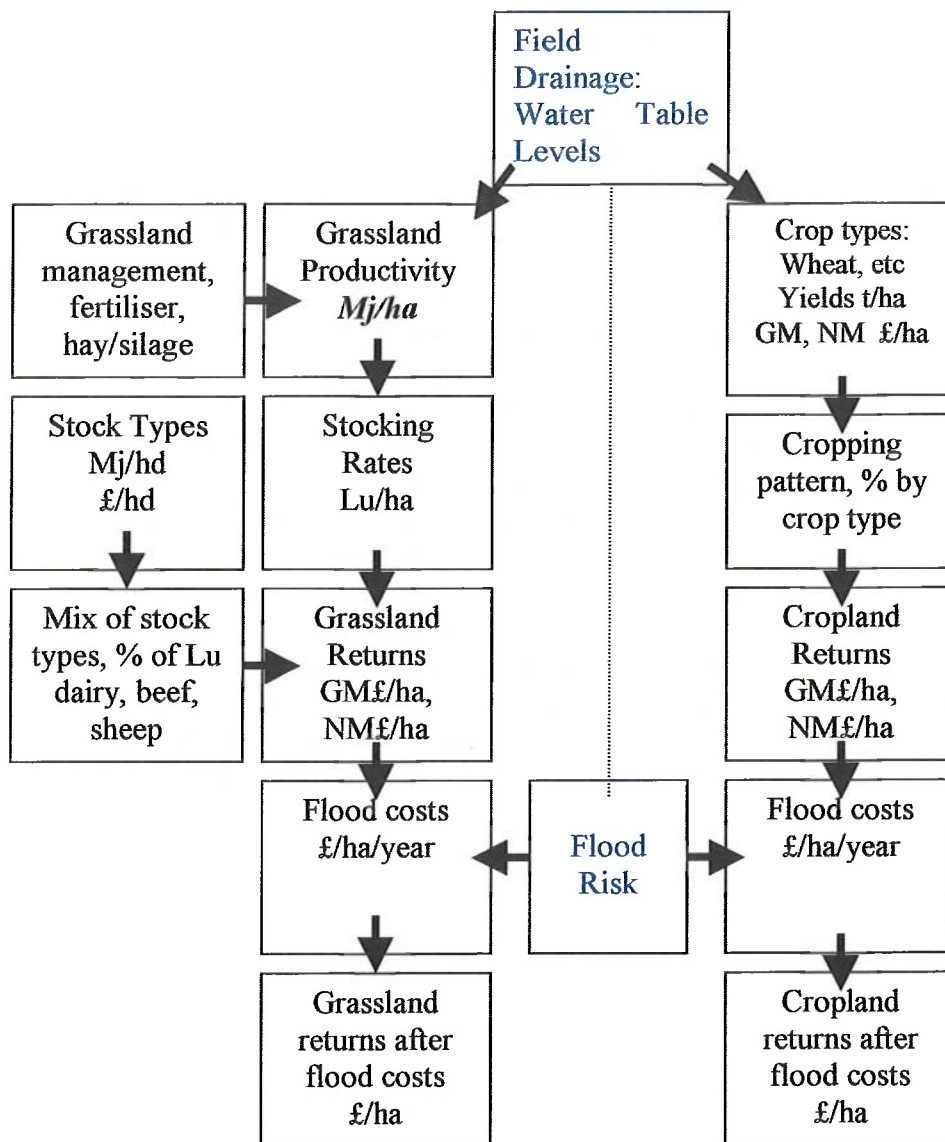 Field
Drainage:
Water Table
Levels
Grassland
management,
fertiliser,
hay/silage
Grassland
Productivity
Mj/ha
Crop types:
Wheat, etc
Yields t/ha
GM, NM £/ha
Stock Types
Mj/hd
£/hd
Stocking
Rates
Lu/ha
Cropping
pattern, % by
crop type
Mix of stock
types, % of Lu
dairy, beef,
sheep
Grassland
Returns
GM£/ha,
NM£/ha
Cropland
Returns
GM£/ha,
NM£/ha
Flood costs
£/ha/year
Flood
Risk
Flood costs
£/ha/year
Grassland
returns after
flood costs
£/ha
Cropland
returns after
flood costs
£/ha